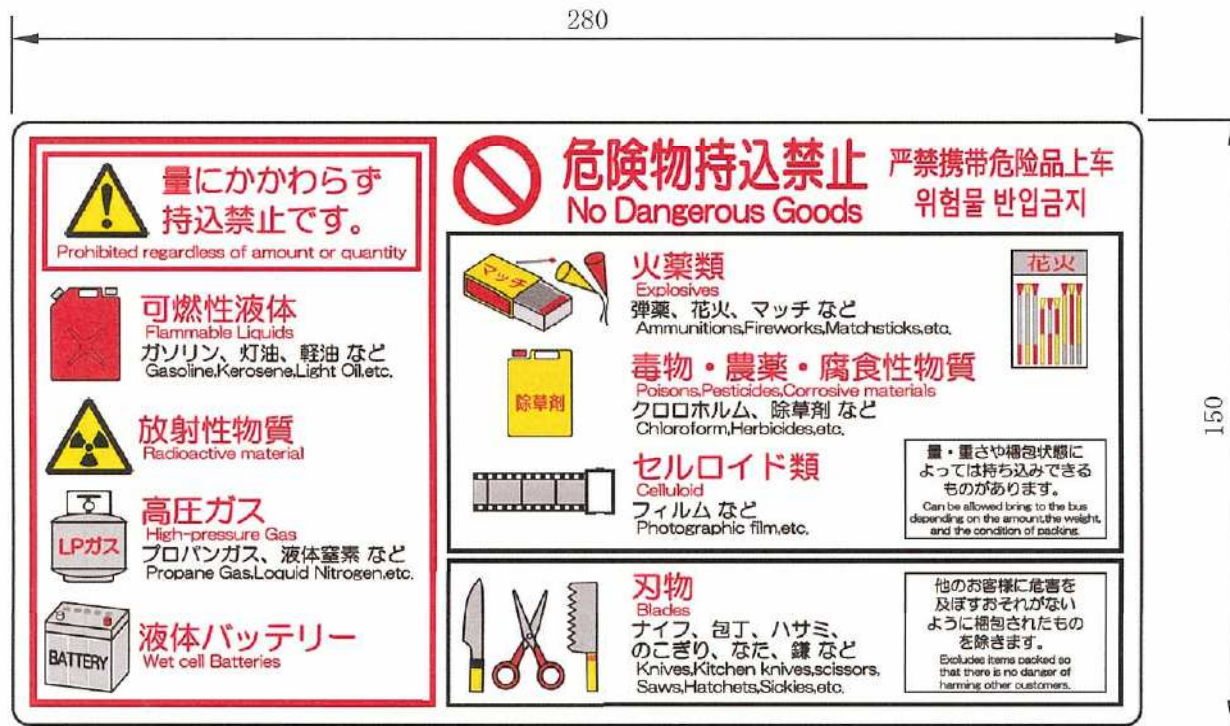 280
150
量にかかわらず
持込禁止です。
Prohibited regardless of amount or quantity
可燃性液体
Flammable Liquids
ガソリン、灯油、軽油 など
Gasoline,Kerosene,Light Oil,etc.
放射性物質
Radioactive material
LPガス
高圧ガス
High-pressure Gas
プロパンガス、液体窒素 など
Propane Gas,Loquid Nitrogen,etc.
BATTERY
液体バッテリー
Wet cell Batteries
危険物持込禁止
No Dangerous Goods
严禁携带危险品上车
위험물 반입금지
マッチ
火薬類
Explosives
弾薬、花火、マッチ など
Ammunitions,Fireworks,Matchsticks,etc.
花火
除草剤
毒物・農薬・腐食性物質
Poisons,Pesticides,Corrosive materials
クロロホルム、除草剤 など
Chloroform,Herbicides,etc.
セルロイド類
Celluloid
フィルム など
Photographic film,etc.
量・重さや梱包状態に
よっては持ち込みできる
ものがあります。
Can be allowed bring to the bus
depending on the amount,the weight,
and the condition of packing.
刃物
Blades
ナイフ、包丁、ハサミ、
のこぎり、なた、鎌 など
Knives,Kitchen knives,scissors,
Saws,Hatchets,Sickies,etc.
他のお客様に危害を
及ぼすおそれがない
ように梱包されたもの
を除きます。
Excludes items packed so
that there is no danger of
harming other customers.